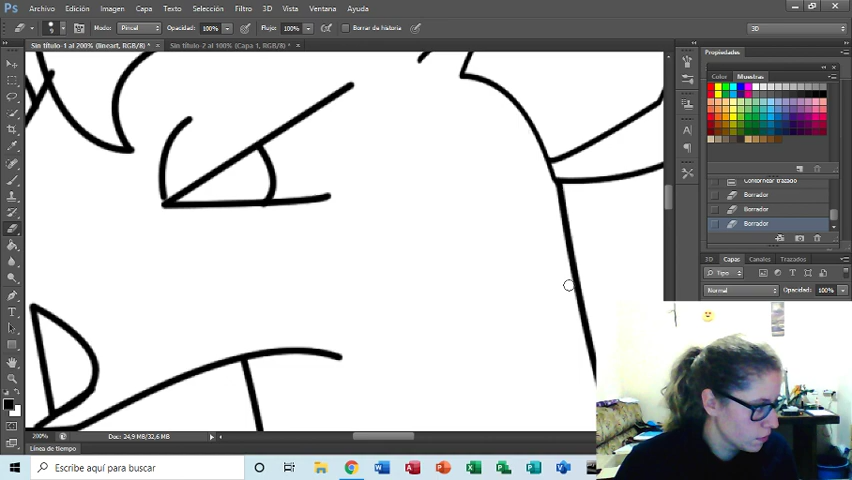 Ps Archivo Edición Imagen Capa Texto Selección Filtro 3D Vista Ventana Ayuda
9 Modo: Pincel Opacidad: 100% Flujo: 100% Borrar de historia 3D
Sin título-1 al 200% (lineart, RGB/8) * × Sin título-2 al 100% (Capa 1, RGB/8) * ×
Propiedades
Color Muestras
Contornear trazado
Borrador
Borrador
Borrador
3D Capas Canales Trazados
Tipo
Normal Opacidad: 100%
200% Doc: 24,9 MB/32,6 MB
Línea de tiempo
Escribe aquí para buscar